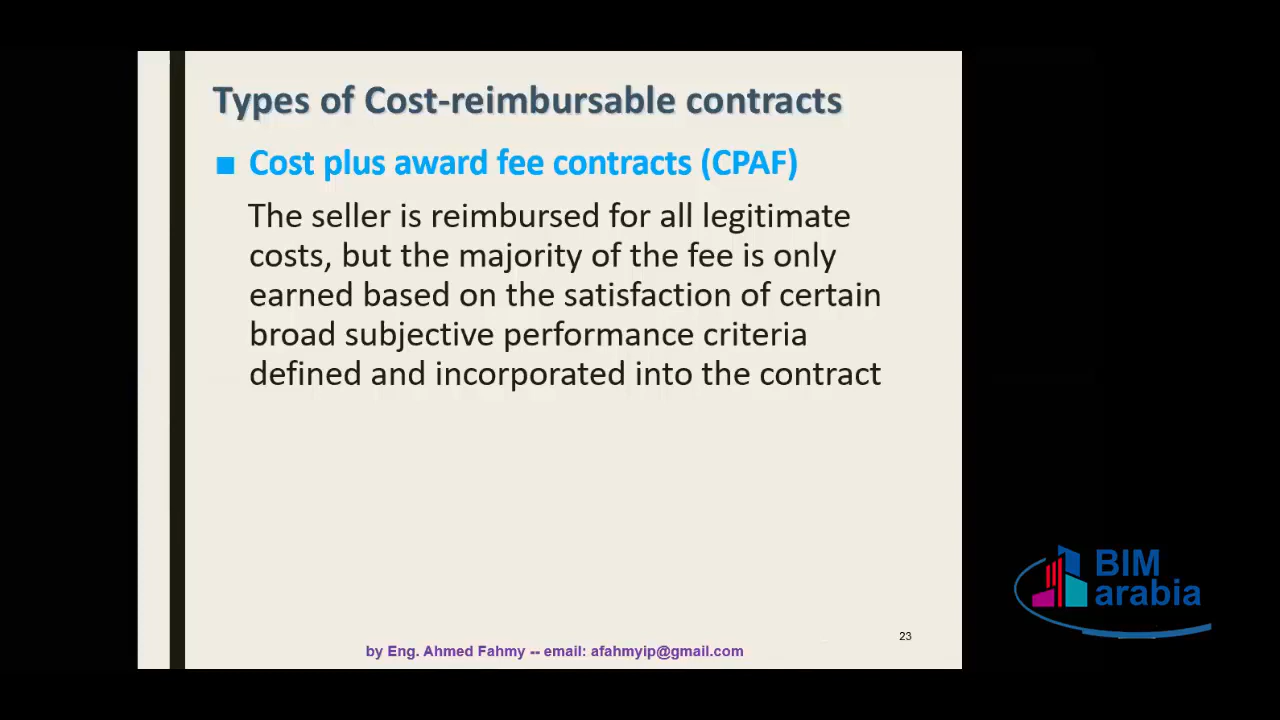 Types of Cost-reimbursable contracts
■ Cost plus award fee contracts (CPAF)
The seller is reimbursed for all legitimate
costs, but the majority of the fee is only
earned based on the satisfaction of certain
broad subjective performance criteria
defined and incorporated into the contract
BIM
arabia
23
by Eng. Ahmed Fahmy -- email: afahmyip@gmail.com